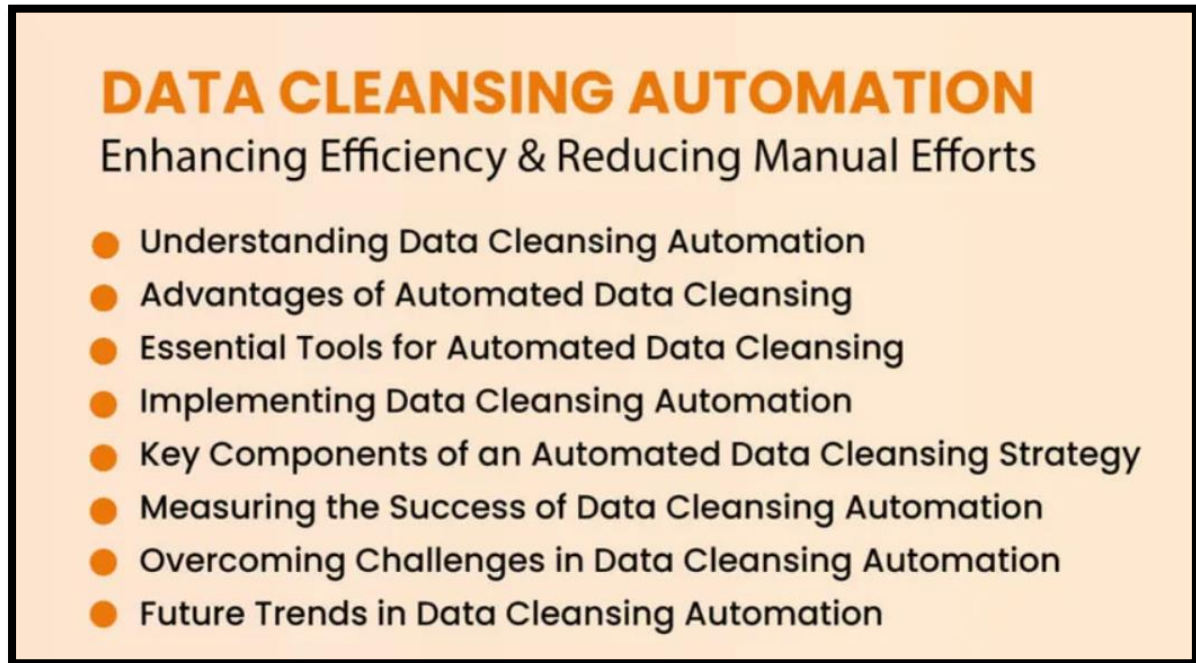 DATA CLEANSING AUTOMATION
Enhancing Efficiency & Reducing Manual Efforts
Understanding Data Cleansing Automation
Advantages of Automated Data Cleansing
Essential Tools for Automated Data Cleansing
Implementing Data Cleansing Automation
Key Components of an Automated Data Cleansing Strategy
Measuring the Success of Data Cleansing Automation
Overcoming Challenges in Data Cleansing Automation
Future Trends in Data Cleansing Automation